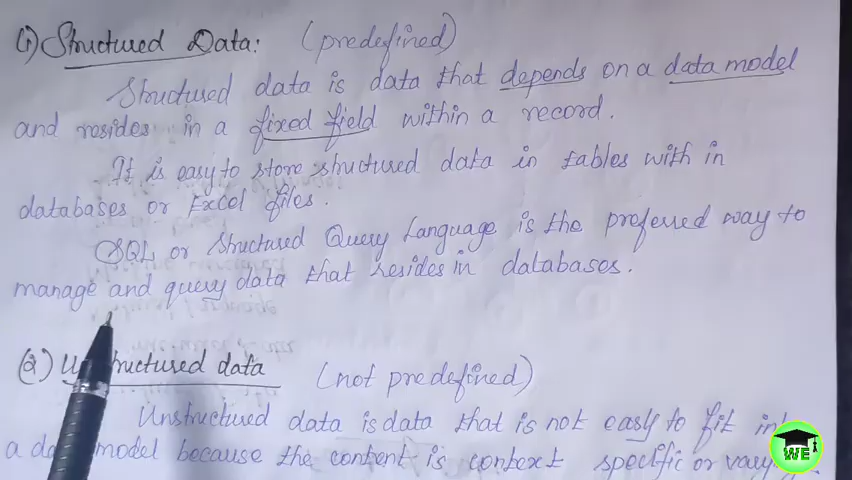 (1) Structured Data: (predefined)
Structured data is data that depends on a data model
and resides in a fixed field within a record.
It is easy to store structured data in tables with in
databases or Excel files.
SQL or Structured Query Language is the preferred way to
manage and query data that resides in databases.
(2) Unstructured data (not predefined)
Unstructured data is data that is not easy to fit int
a da model because the content is context specific or varyi
WE